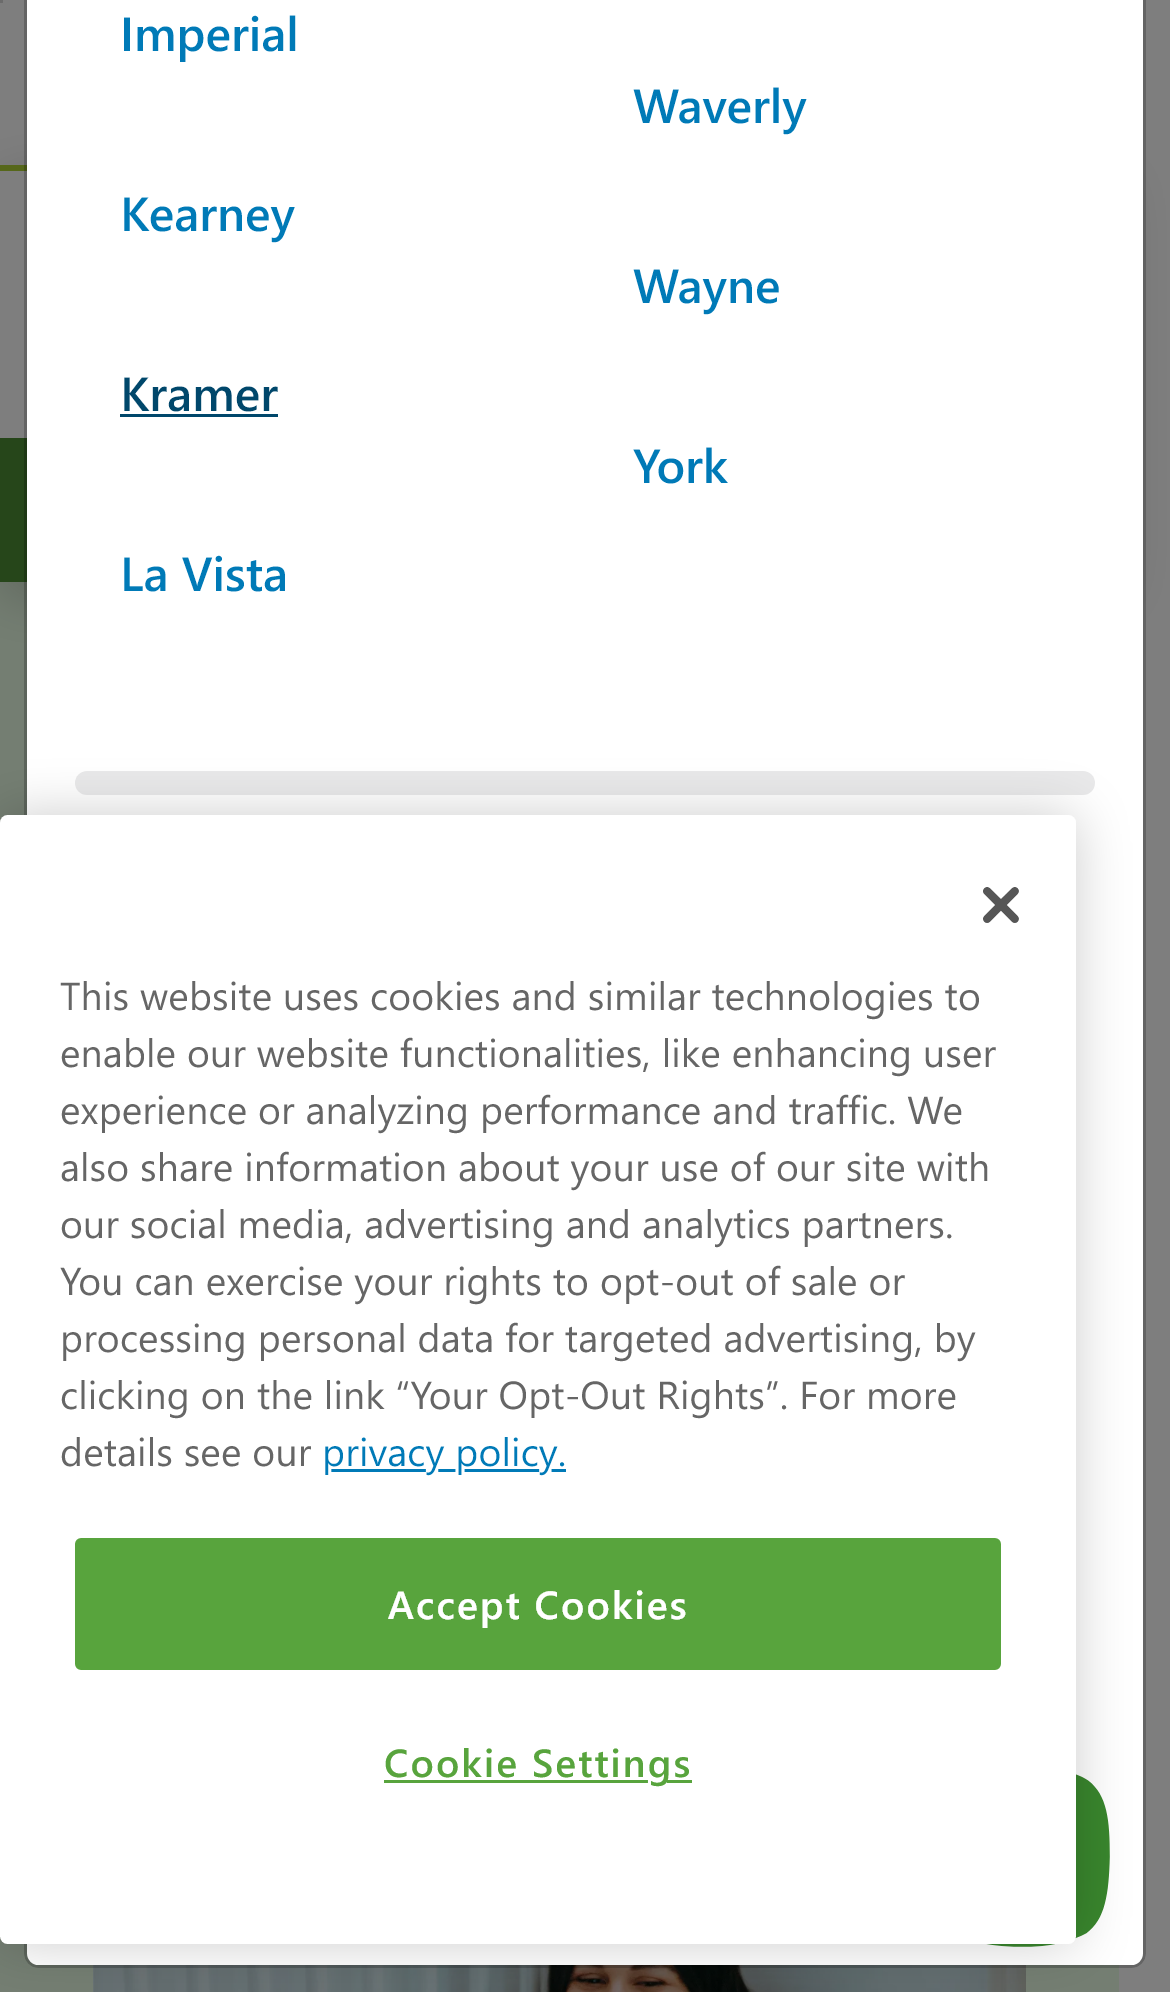 Imperial
Waverly
Kearney
Wayne
Kramer
York
La Vista
This website uses cookies and similar technologies to
enable our website functionalities, like enhancing user
experience or analyzing performance and traffic. We
also share information about your use of our site with
our social media, advertising and analytics partners.
You can exercise your rights to opt-out of sale or
processing personal data for targeted advertising, by
clicking on the link “Your Opt-Out Rights”. For more
details see our privacy policy.
Accept Cookies
Cookie Settings